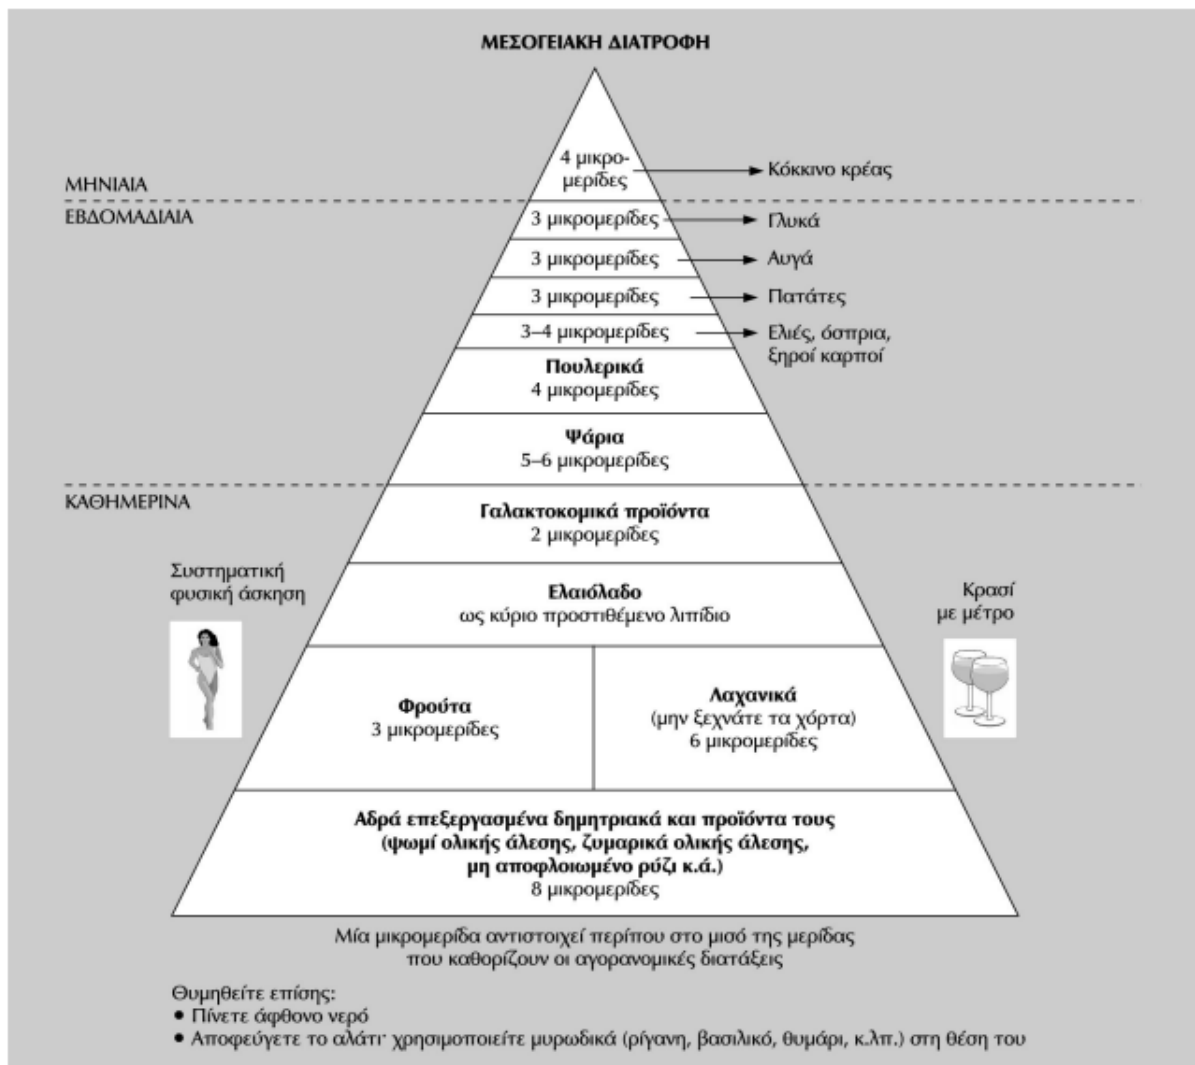 ΜΕΣΟΓΕΙΑΚΗ ΔΙΑΤΡΟΦΗ
4 μικρο-
μερίδες
Κόκκινο κρέας
ΜΗΝΙΑΙΑ
ΕΒΔΟΜΑΔΙΑΙΑ
3 μικρομερίδες
Γλυκά
3 μικρομερίδες
Αυγά
3 μικρομερίδες
Πατάτες
3–4 μικρομερίδες
Ελιές, όσπρια,
ξηροί καρποί
Πουλερικά
4 μικρομερίδες
Ψάρια
5–6 μικρομερίδες
ΚΑΘΗΜΕΡΙΝΑ
Γαλακτοκομικά προϊόντα
2 μικρομερίδες
Συστηματική
φυσική άσκηση
Ελαιόλαδο
ως κύριο προστιθέμενο λιπίδιο
Κρασί
με μέτρο
Φρούτα
3 μικρομερίδες
Λαχανικά
(μην ξεχνάτε τα χόρτα)
6 μικρομερίδες
Αδρά επεξεργασμένα δημητριακά και προϊόντα τους
(ψωμί ολικής άλεσης, ζυμαρικά ολικής άλεσης,
μη αποφλοιωμένο ρύζι κ.ά.)
8 μικρομερίδες
Μία μικρομερίδα αντιστοιχεί περίπου στο μισό της μερίδας
που καθορίζουν οι αγορανομικές διατάξεις
Θυμηθείτε επίσης:
• Πίνετε άφθονο νερό
• Αποφεύγετε το αλάτι· χρησιμοποιείτε μυρωδικά (ρίγανη, βασιλικό, θυμάρι, κ.λπ.) στη θέση του